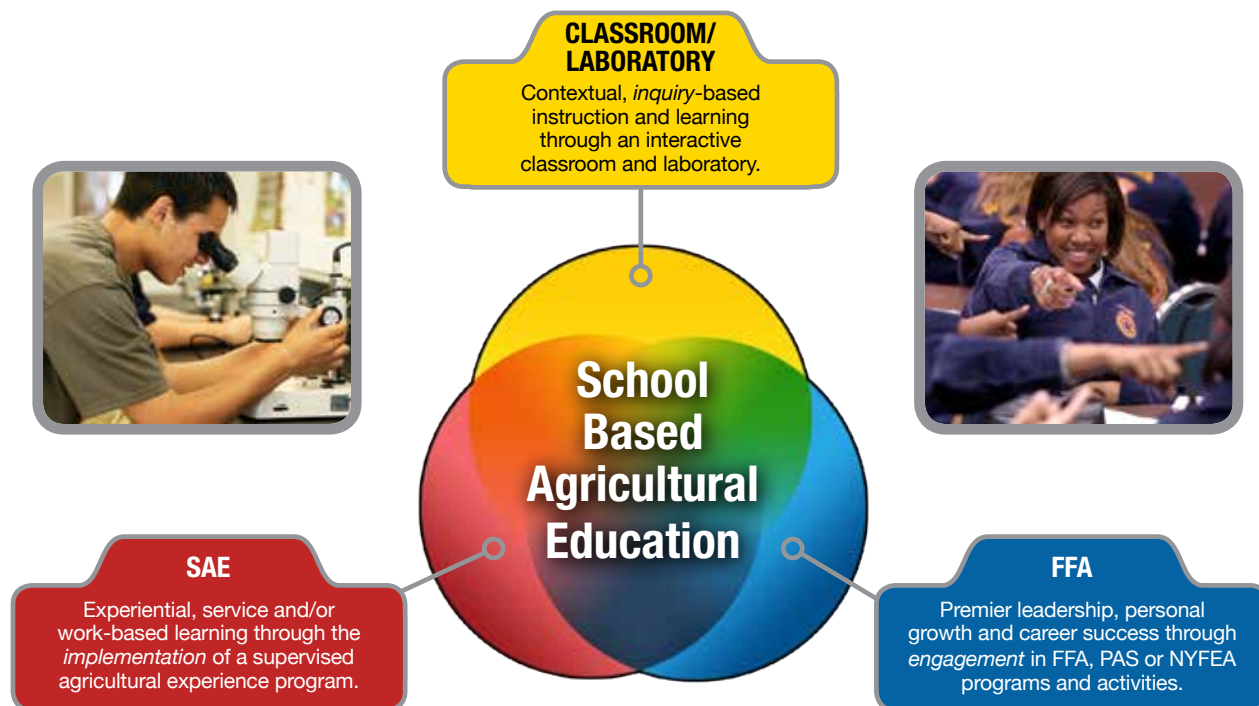 CLASSROOM/
LABORATORY
Contextual, inquiry-based
instruction and learning
through an interactive
classroom and laboratory.
School
Based
Agricultural
Education
SAE
Experiential, service and/or
work-based learning through the
implementation of a supervised
agricultural experience program.
FFA
Premier leadership, personal
growth and career success through
engagement in FFA, PAS or NYFEA
programs and activities.